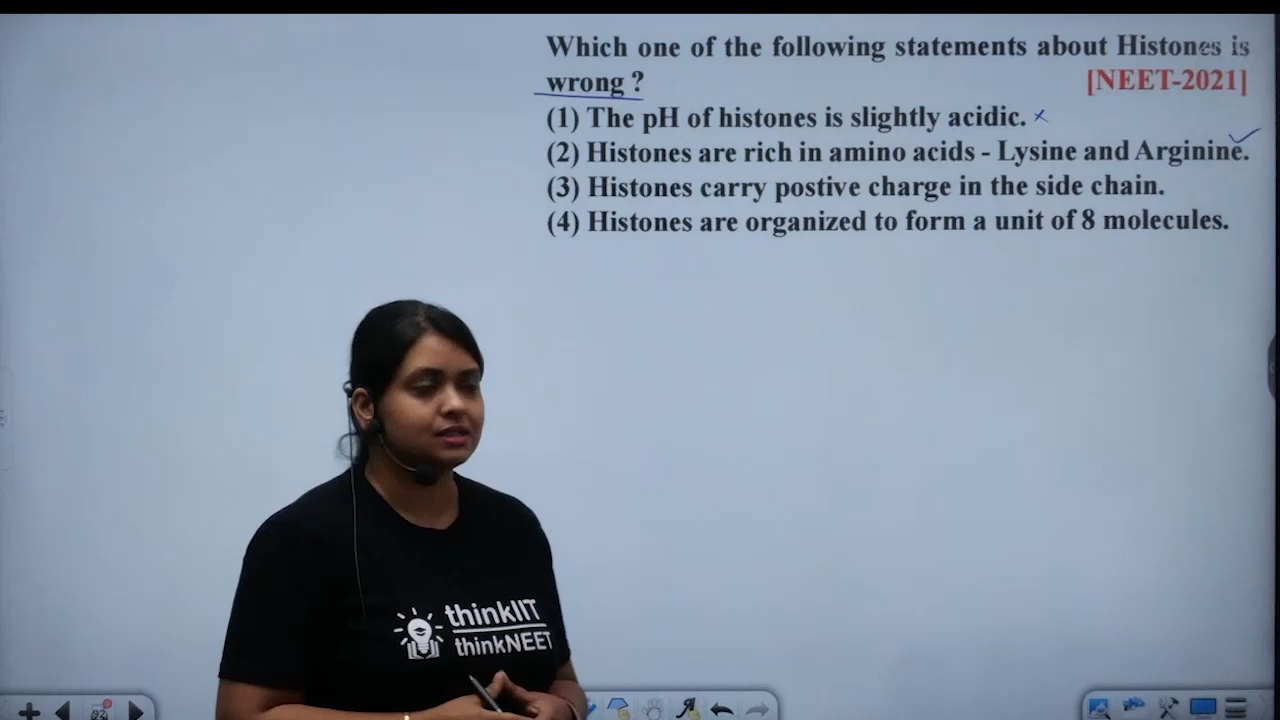 Which one of the following statements about Histones is
wrong ? [NEET-2021]
(1) The pH of histones is slightly acidic.
(2) Histones are rich in amino acids - Lysine and Arginine.
(3) Histones carry postive charge in the side chain.
(4) Histones are organized to form a unit of 8 molecules.
thinkIIT
thinkNEET